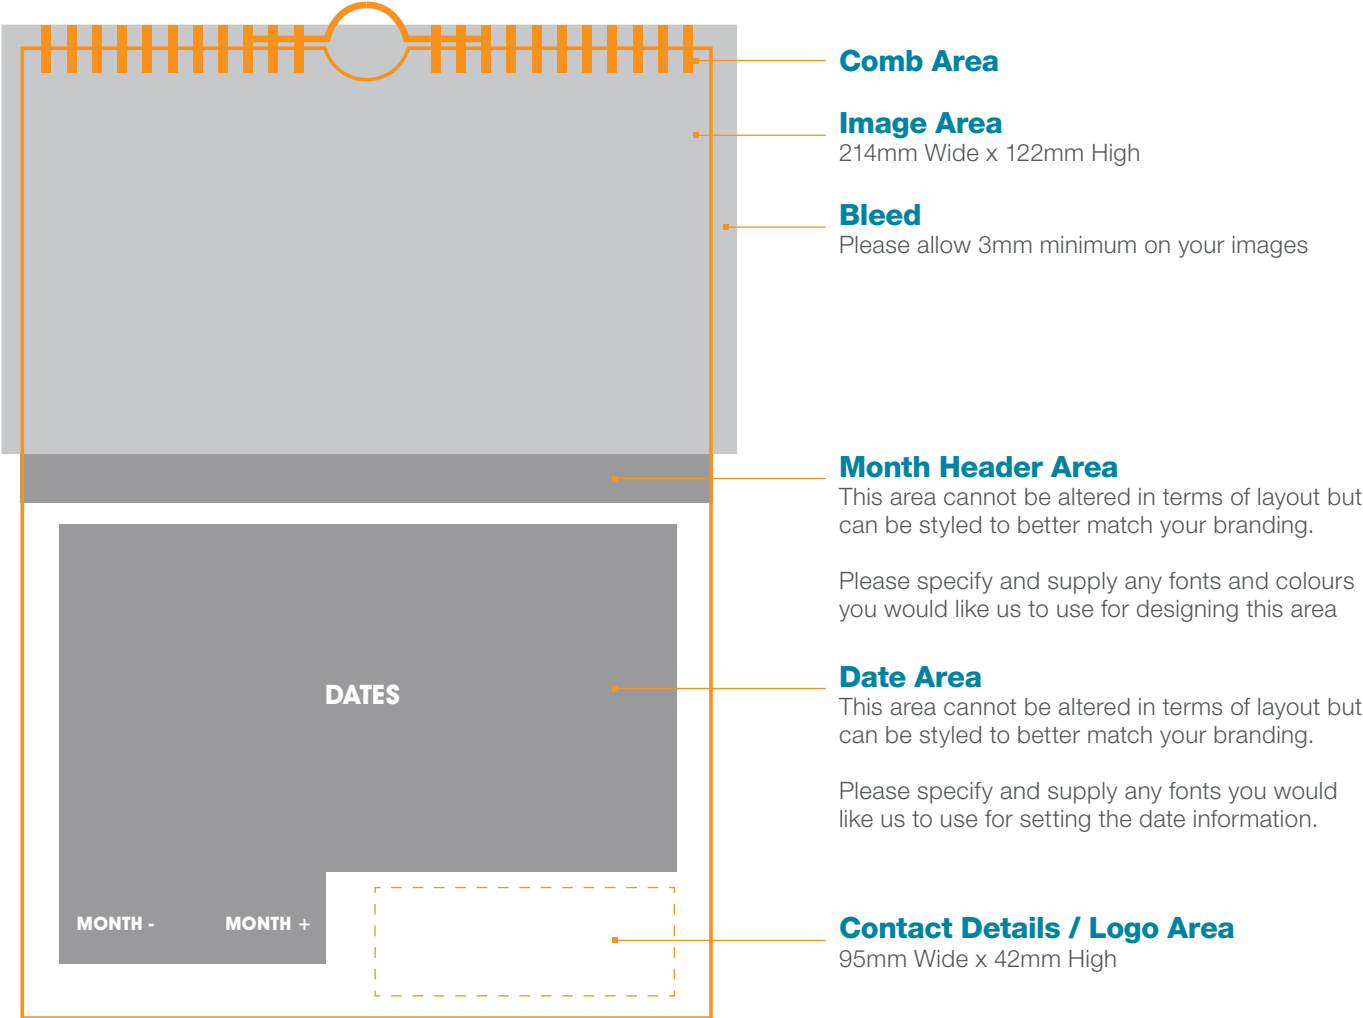 Comb Area
Image Area
214mm Wide x 122mm High
Bleed
Please allow 3mm minimum on your images
Month Header Area
This area cannot be altered in terms of layout but
can be styled to better match your branding.
Please specify and supply any fonts and colours
you would like us to use for designing this area
DATES
Date Area
This area cannot be altered in terms of layout but
can be styled to better match your branding.
Please specify and supply any fonts you would
like us to use for setting the date information.
MONTH -
MONTH +
Contact Details / Logo Area
95mm Wide x 42mm High